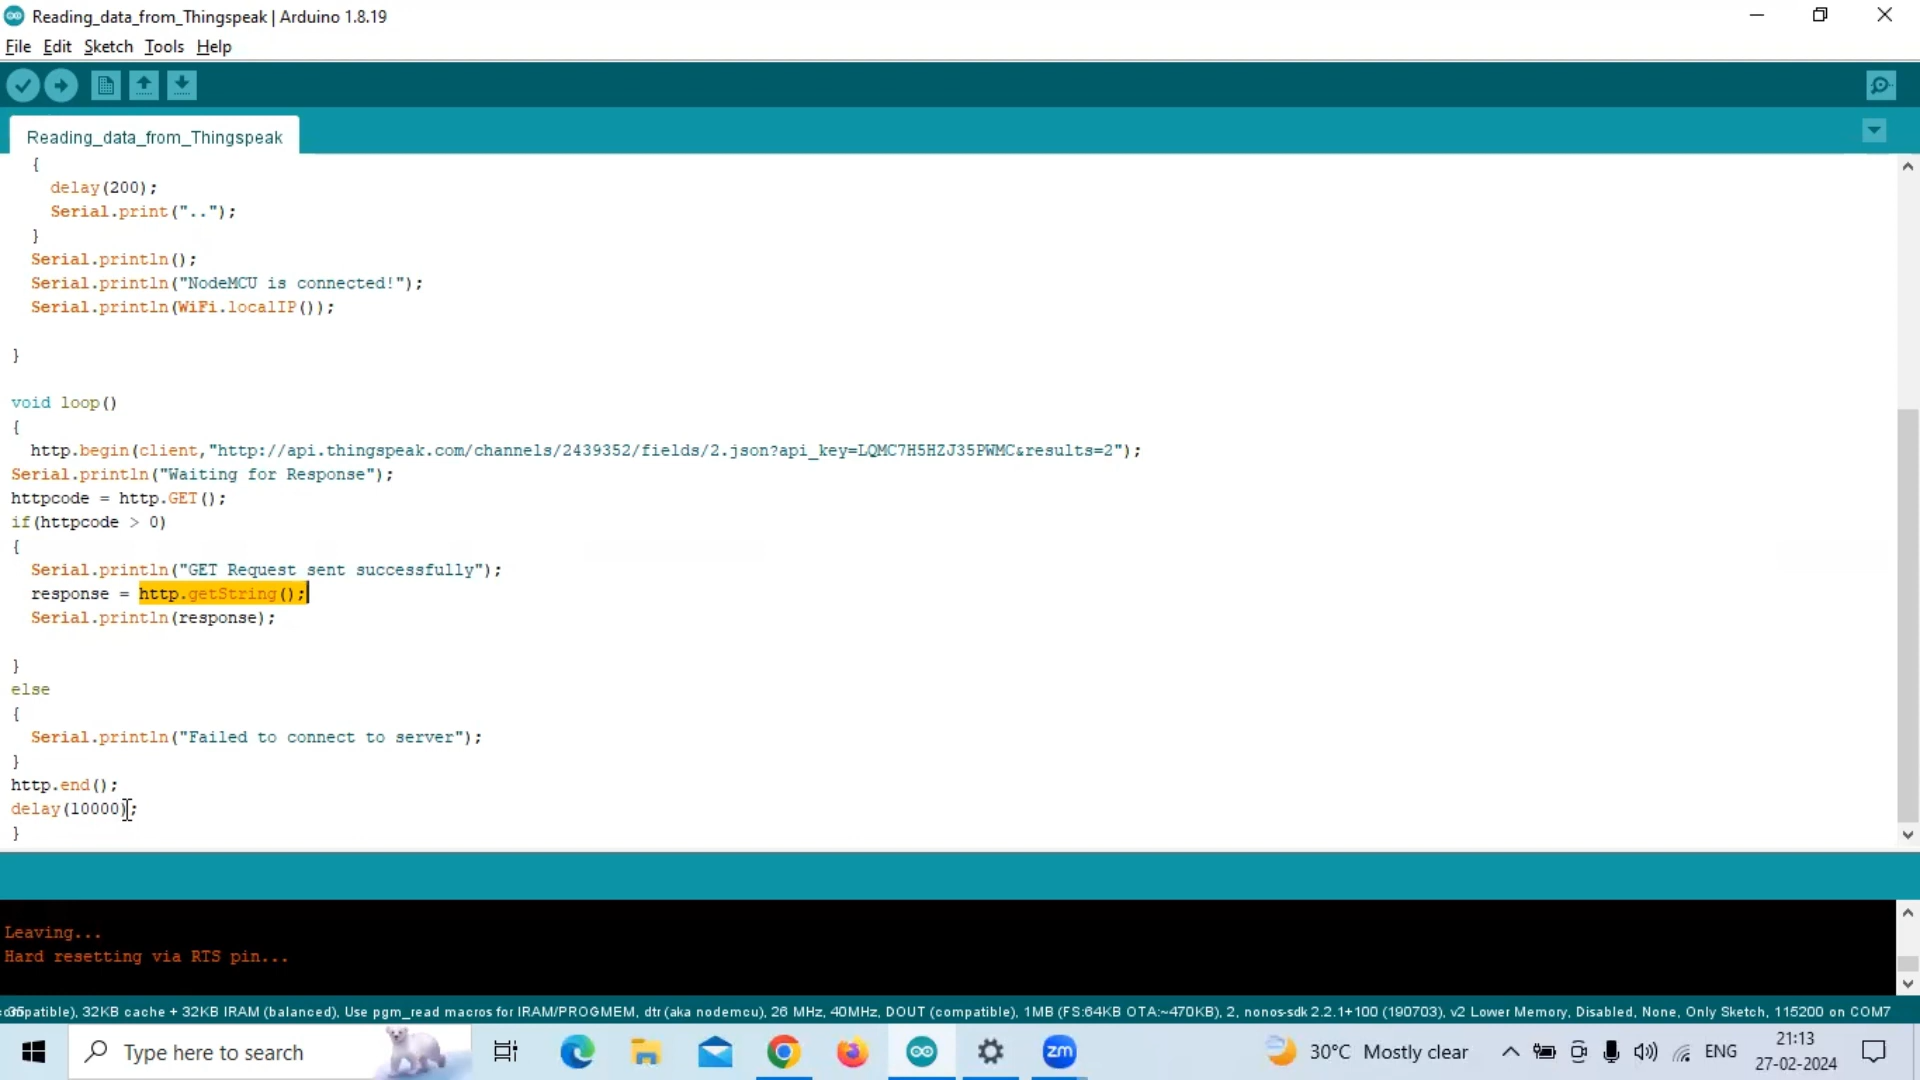 Reading_data_from_Thingspeak | Arduino 1.8.19
File Edit Sketch Tools Help
Reading_data_from_Thingspeak
{
delay(200);
Serial.print("..");
}
Serial.println();
Serial.println("NodeMCU is connected!");
Serial.println(WiFi.localIP());
}
void loop()
{
http.begin(client,"http://api.thingspeak.com/channels/2439352/fields/2.json?api_key=LQMC7H5HZJ35PWMC&results=2");
Serial.println("Waiting for Response");
httpcode = http.GET();
if(httpcode > 0)
{
Serial.println("GET Request sent successfully");
response = http.getString();
Serial.println(response);
}
else
{
Serial.println("Failed to connect to server");
}
http.end();
delay(10000);
}
Leaving...
Hard resetting via RTS pin...
32KB cache + 32KB IRAM (balanced), Use pgm_read macros for IRAM/PROGMEM, dtr (aka nodemcu), 26 MHz, 40MHz, DOUT (compatible), 1MB (FS:64KB OTA:~470KB), 2, nonos-sdk 2.2.1+100 (190703), v2 Lower Memory, Disabled, None, Only Sketch, 115200 on COM7
Type here to search
zm
30°C Mostly clear
ENG
21:13
27-02-2024